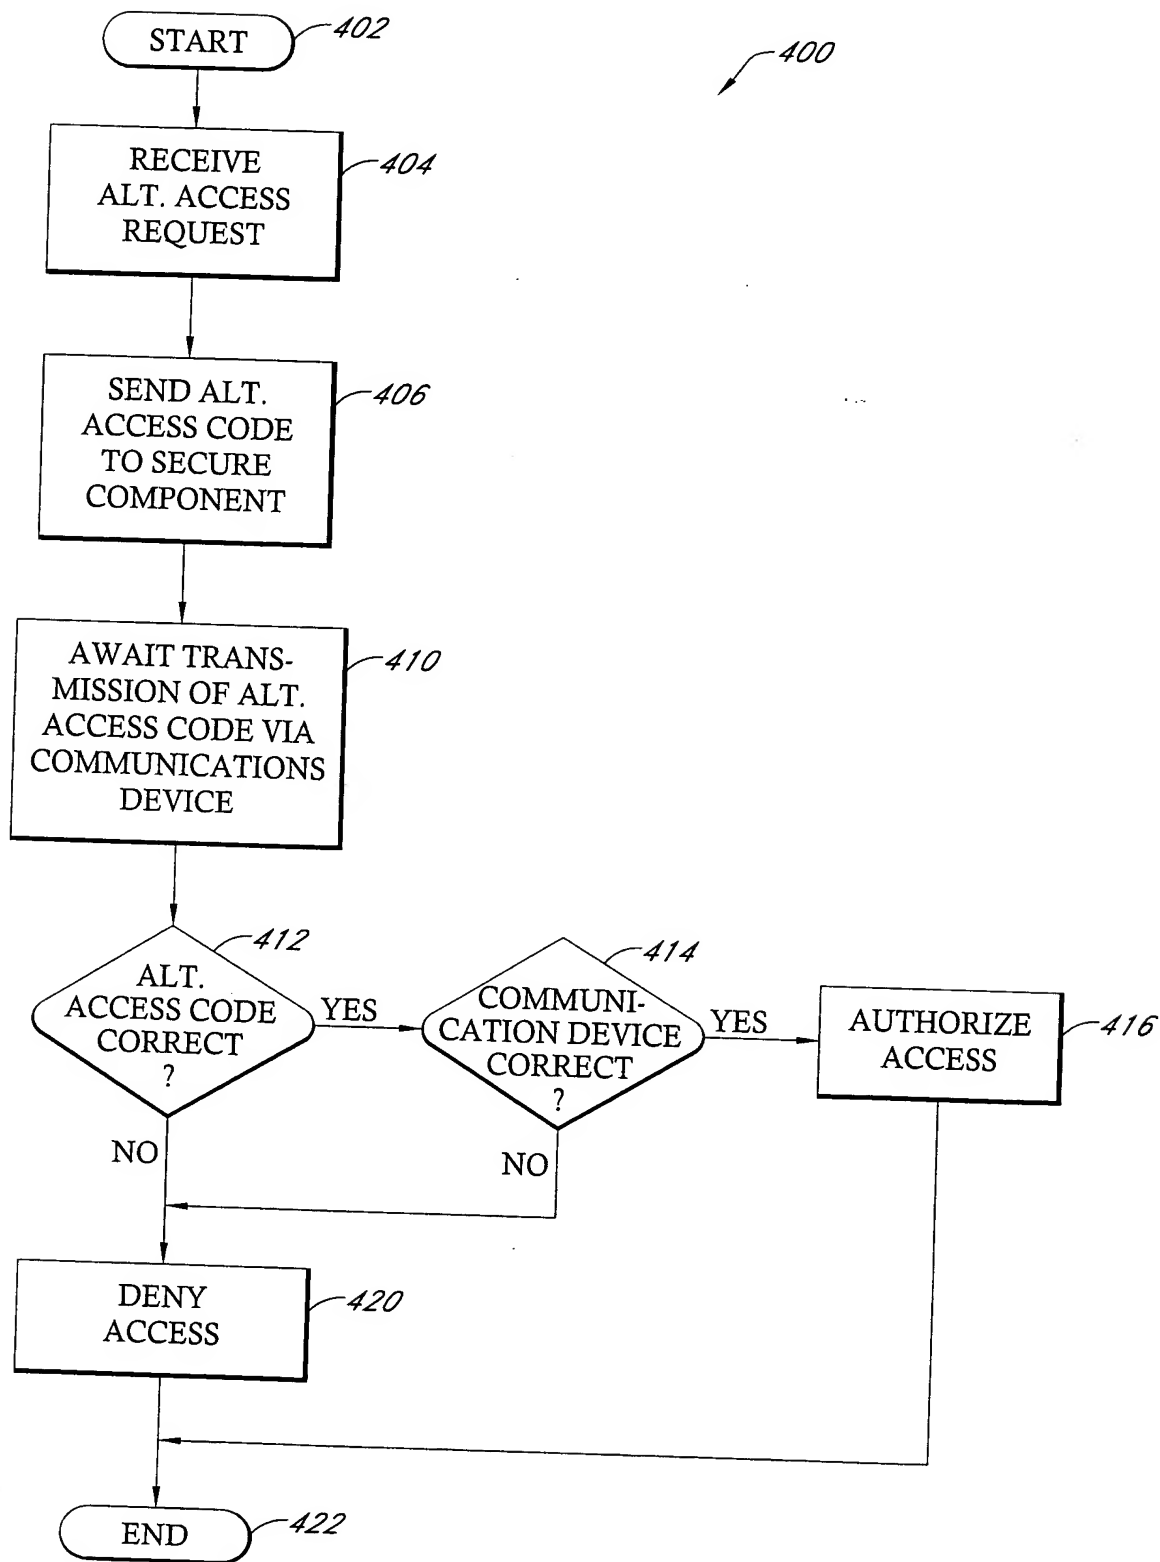 START
402
400
RECEIVE
ALT. ACCESS
REQUEST
404
SEND ALT.
ACCESS CODE
TO SECURE
COMPONENT
406
AWAIT TRANS-
MISSION OF ALT.
ACCESS CODE VIA
COMMUNICATIONS
DEVICE
410
ALT.
ACCESS CODE
CORRECT
?
412
YES
NO
COMMUNI-
CATION DEVICE
CORRECT
?
414
YES
NO
AUTHORIZE
ACCESS
416
DENY
ACCESS
420
END
422